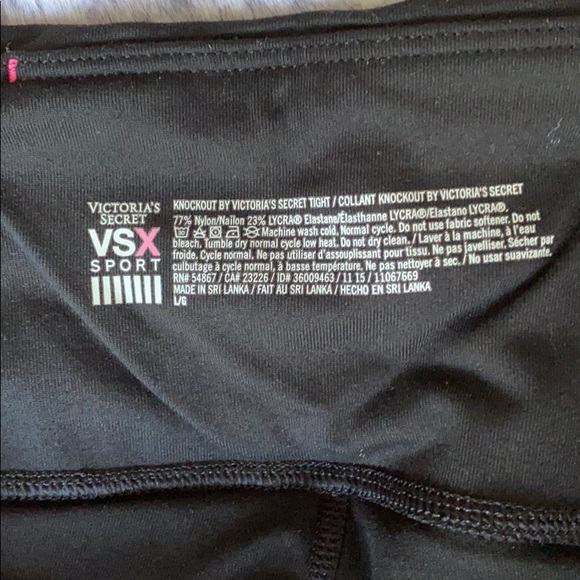 VICTORIA'S
SECRET
VSX
SPORT
KNOCKOUT BY VICTORIA'S SECRET TIGHT / COLLANT KNOCKOUT BY VICTORIA'S SECRET
77% Nylon/Nailon 23% LYCRA® Elastane/Elasthanne LYCRA®/Elastano LYCRA®.
Machine wash cold, Normal cycle. Do not use fabric softener. Do not
bleach. Tumble dry normal cycle low heat. Do not dry clean. / Laver à la machine, à l'eau
froide. Cycle normal. Ne pas utiliser d'assouplissant pour tissu. Ne pas javelliser. Sécher par
culbutage à cycle normal, à basse température. Ne pas nettoyer à sec. / No usar suavizante.
RN# 54867 / CA# 23226 / ID# 36009463 / 11 15 / 11067669
MADE IN SRI LANKA / FAIT AU SRI LANKA / HECHO EN SRI LANKA
L/G